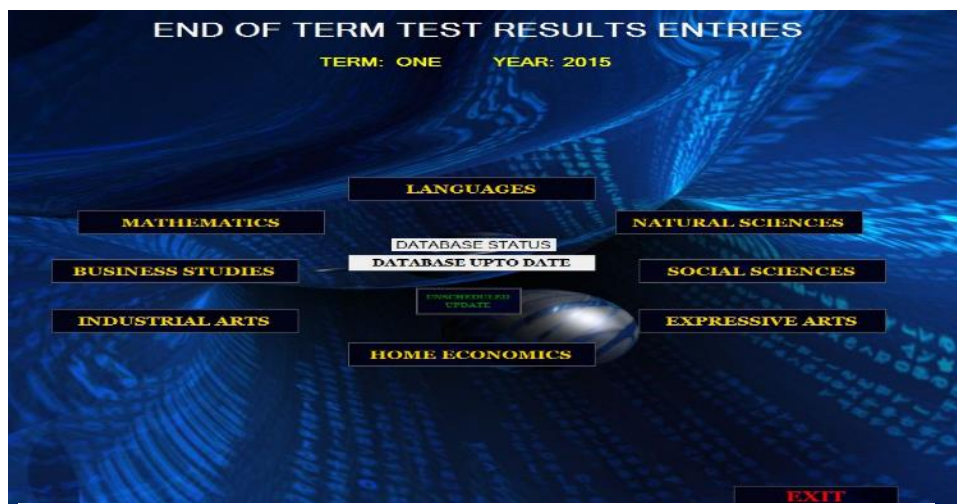 END OF TERM TEST RESULTS ENTRIES
TERM: ONE YEAR: 2015
LANGUAGES
MATHEMATICS
NATURAL SCIENCES
DATABASE STATUS
DATABASE UPTO DATE
BUSINESS STUDIES
SOCIAL SCIENCES
UNSCHEDULED
UPDATE
INDUSTRIAL ARTS
EXPRESSIVE ARTS
HOME ECONOMICS
EXIT